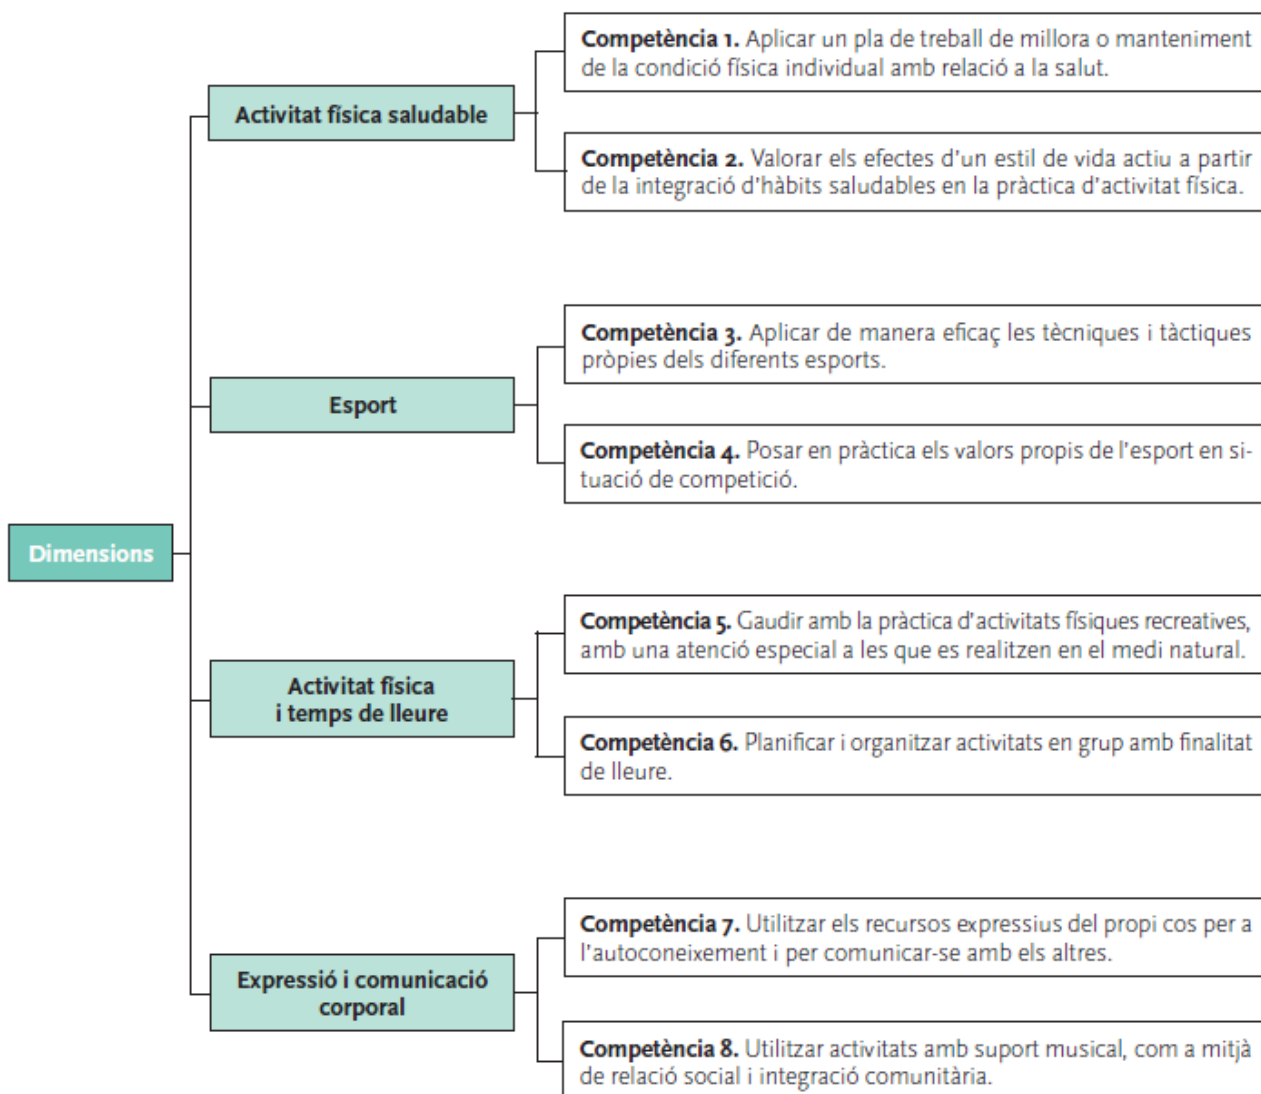 Dimensions
Activitat física saludable
Competència 1. Aplicar un pla de treball de millora o manteniment
de la condició física individual amb relació a la salut.
Competència 2. Valorar els efectes d'un estil de vida actiu a partir
de la integració d'hàbits saludables en la pràctica d'activitat física.
Esport
Competència 3. Aplicar de manera eficaç les tècniques i tàctiques
pròpies dels diferents esports.
Competència 4. Posar en pràctica els valors propis de l'esport en si-
tuació de competició.
Activitat física
i temps de lleure
Competència 5. Gaudir amb la pràctica d'activitats físiques recreatives,
amb una atenció especial a les que es realitzen en el medi natural.
Competència 6. Planificar i organitzar activitats en grup amb finalitat
de lleure.
Expressió i comunicació
corporal
Competència 7. Utilitzar els recursos expressius del propi cos per a
l'autoconeixement i per comunicar-se amb els altres.
Competència 8. Utilitzar activitats amb suport musical, com a mitjà
de relació social i integració comunitària.